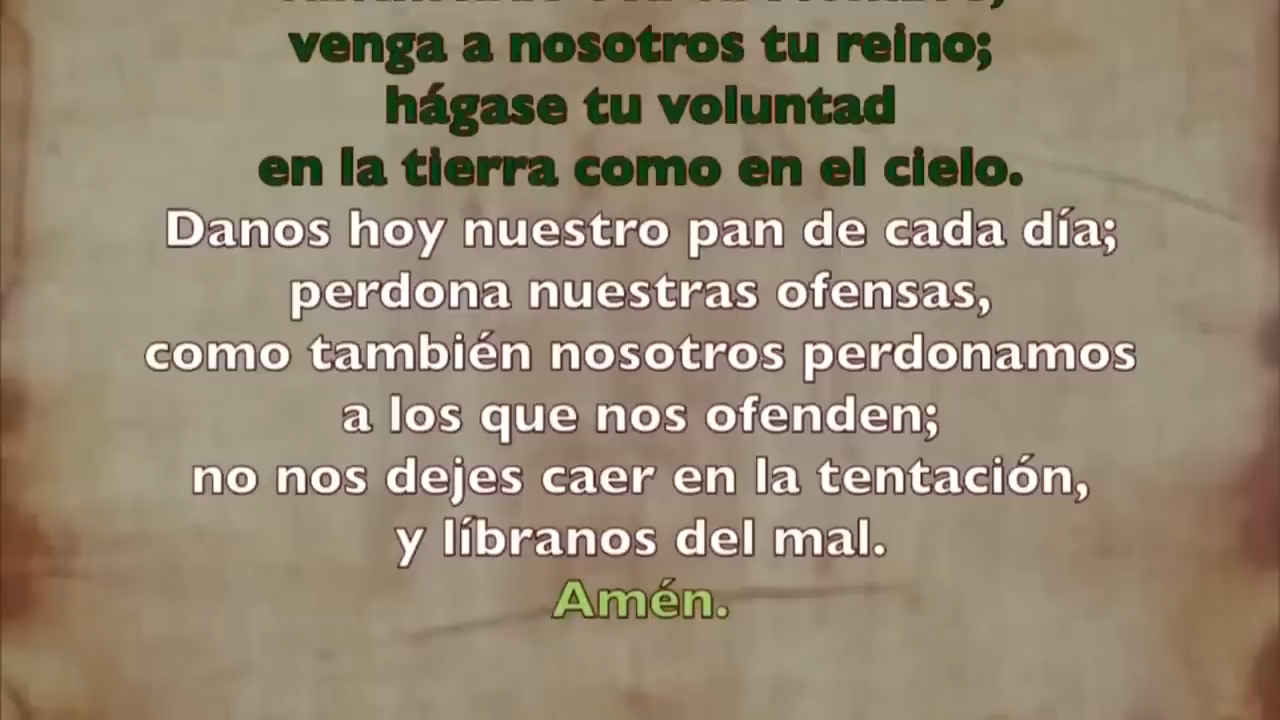 venga a nosotros tu reino;
hágase tu voluntad
en la tierra como en el cielo.
Danos hoy nuestro pan de cada día;
perdona nuestras ofensas,
como también nosotros perdonamos
a los que nos ofenden;
no nos dejes caer en la tentación,
y líbranos del mal.
Amén.